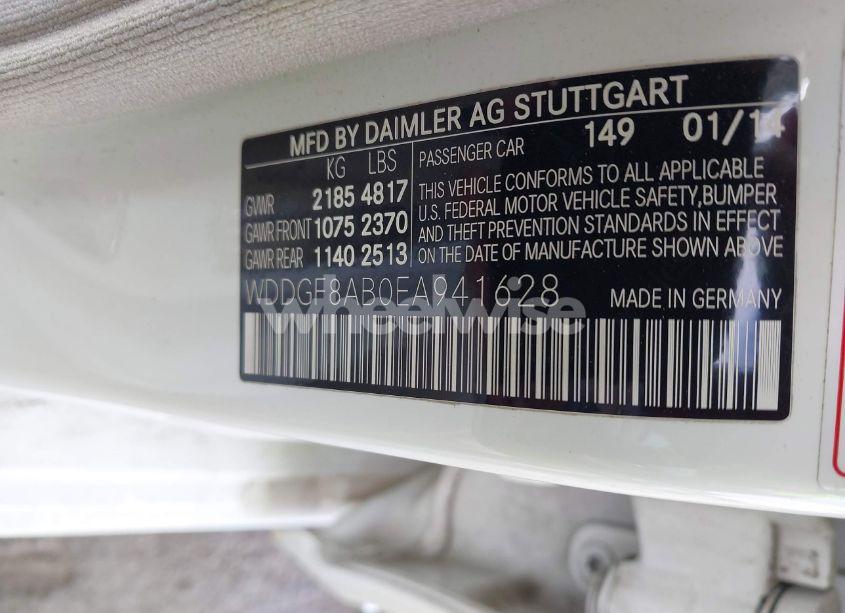 MFD BY DAIMLER AG STUTTGART
KG LBS PASSENGER CAR 149 01/14
GVWR 2185 4817
GAWR FRONT 1075 2370
GAWR REAR 1140 2513
THIS VEHICLE CONFORMS TO ALL APPLICABLE
U.S. FEDERAL MOTOR VEHICLE SAFETY, BUMPER
AND THEFT PREVENTION STANDARDS IN EFFECT
ON THE DATE OF MANUFACTURE SHOWN ABOVE
WDDGF8AB0EA941628 MADE IN GERMANY
wheelwise